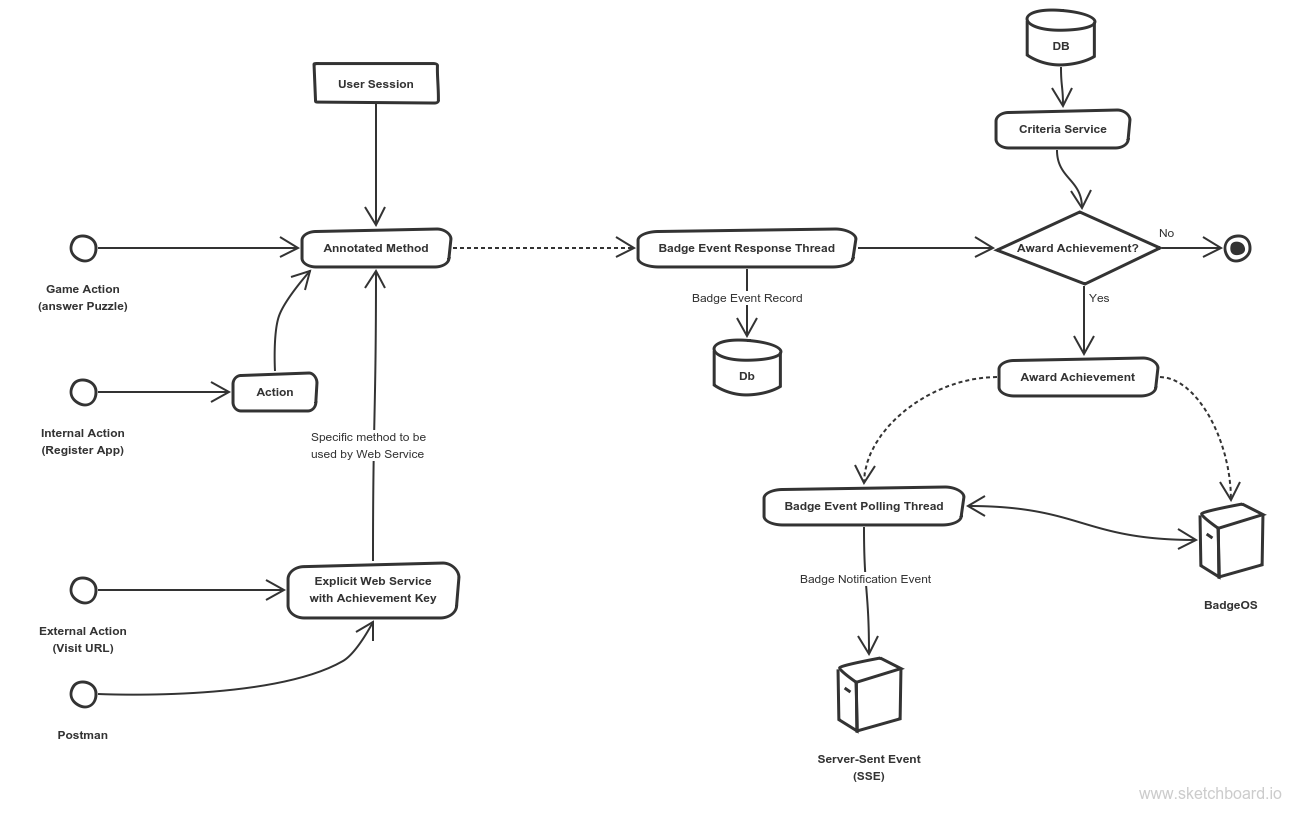 DB
User Session
Criteria Service
Annotated Method
Badge Event Response Thread
Award Achievement?
No
Game Action
(answer Puzzle)
Badge Event Record
Yes
Db
Award Achievement
Action
Internal Action
(Register App)
Specific method to be
used by Web Service
Badge Event Polling Thread
Explicit Web Service
with Achievement Key
Badge Notification Event
BadgeOS
External Action
(Visit URL)
Postman
Server-Sent Event
(SSE)
www.sketchboard.io